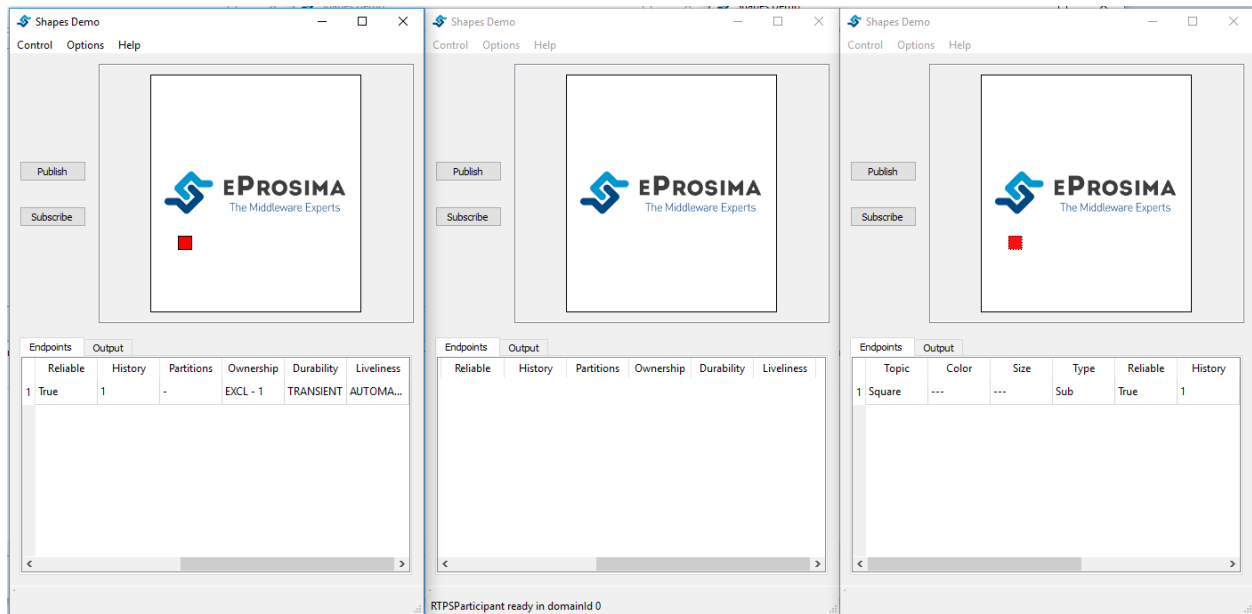 Shapes Demo
Control Options Help
Publish
Subscribe
EPROSIMA
The Middleware Experts
Endpoints Output
Reliable History Partitions Ownership Durability Liveliness
1 True 1 - EXCL - 1 TRANSIENT AUTOMA...
Shapes Demo
Control Options Help
Publish
Subscribe
EPROSIMA
The Middleware Experts
Endpoints Output
Reliable History Partitions Ownership Durability Liveliness
RTPSParticipant ready in domainId 0
Shapes Demo
Control Options Help
Publish
Subscribe
EPROSIMA
The Middleware Experts
Endpoints Output
Topic Color Size Type Reliable History
1 Square --- --- Sub True 1